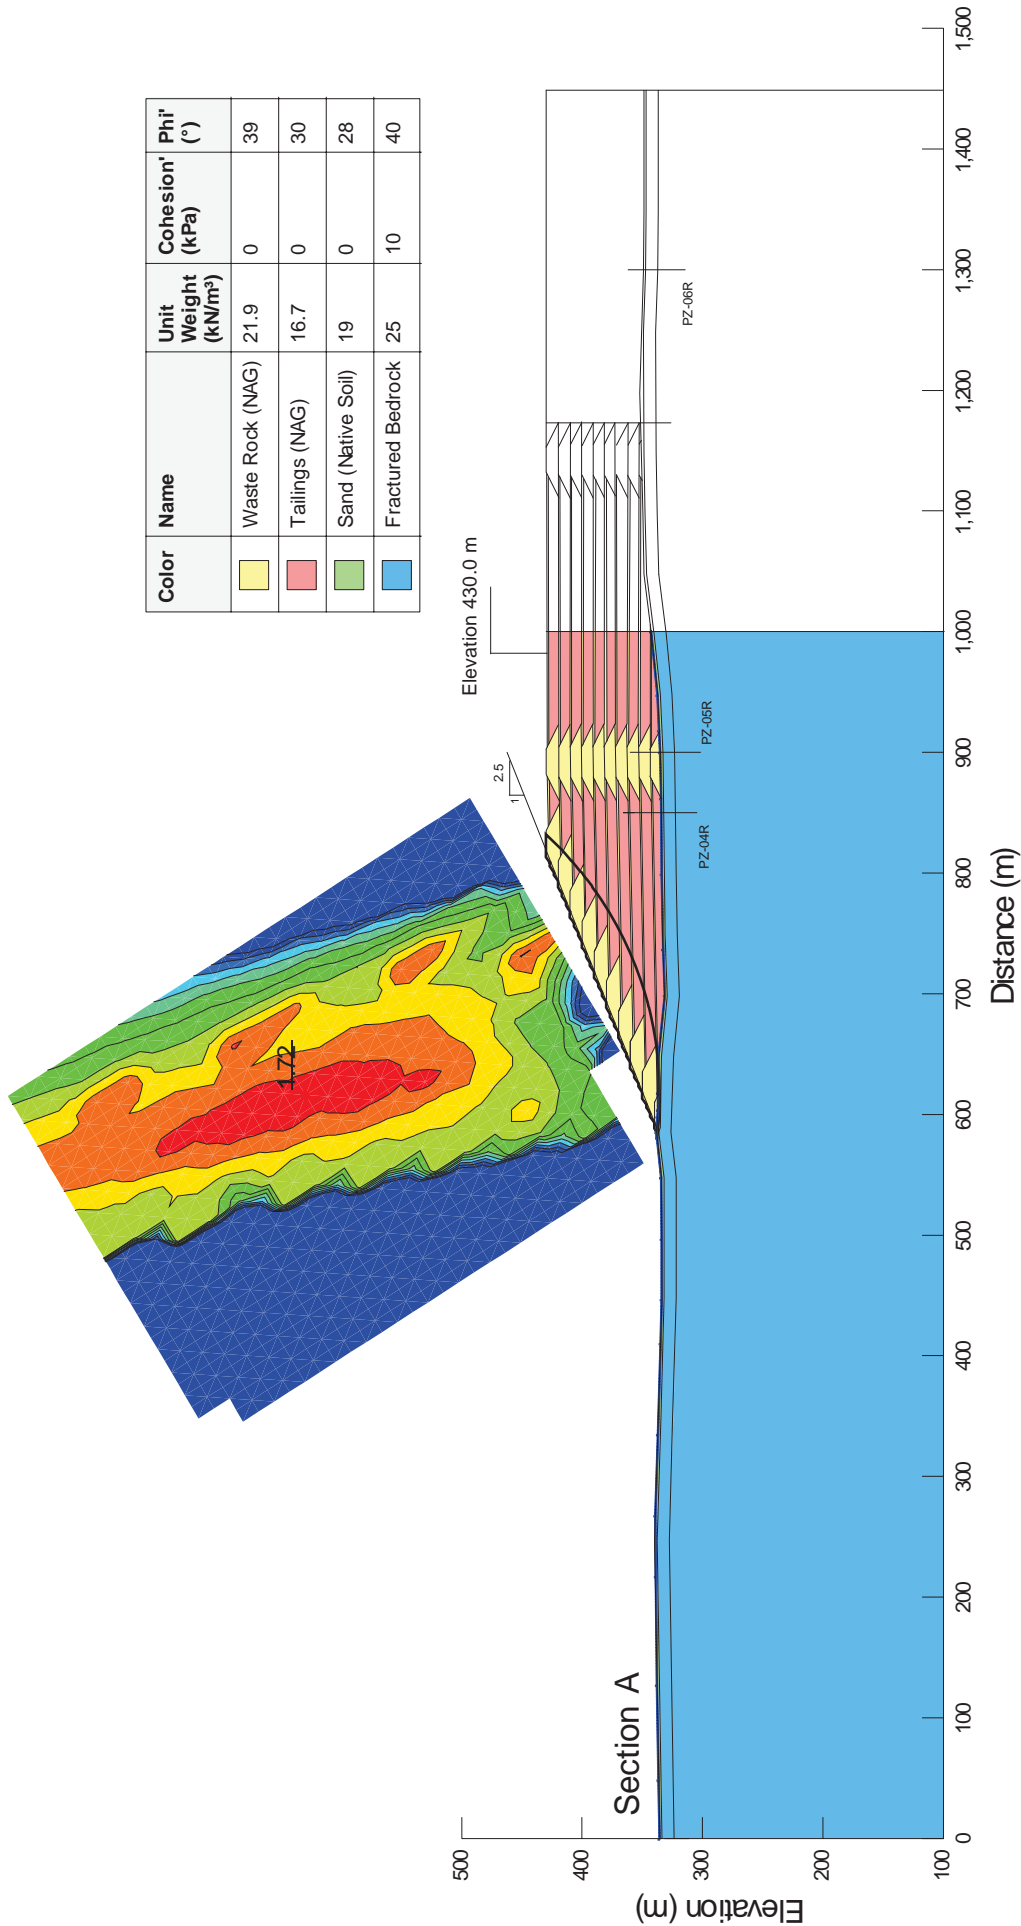 Color Name Unit Weight (kN/m³) Cohesion' (kPa) Phi' (°)
Waste Rock (NAG) 21.9 0 39
Tailings (NAG) 16.7 0 30
Sand (Native Soil) 19 0 28
Fractured Bedrock 25 10 40
1.72
Elevation 430.0 m
2.5
1
Section A
PZ-04R
PZ-05R
PZ-06R
Elevation (m)
500
400
300
200
100
0 100 200 300 400 500 600 700 800 900 1,000 1,100 1,200 1,300 1,400 1,500
Distance (m)